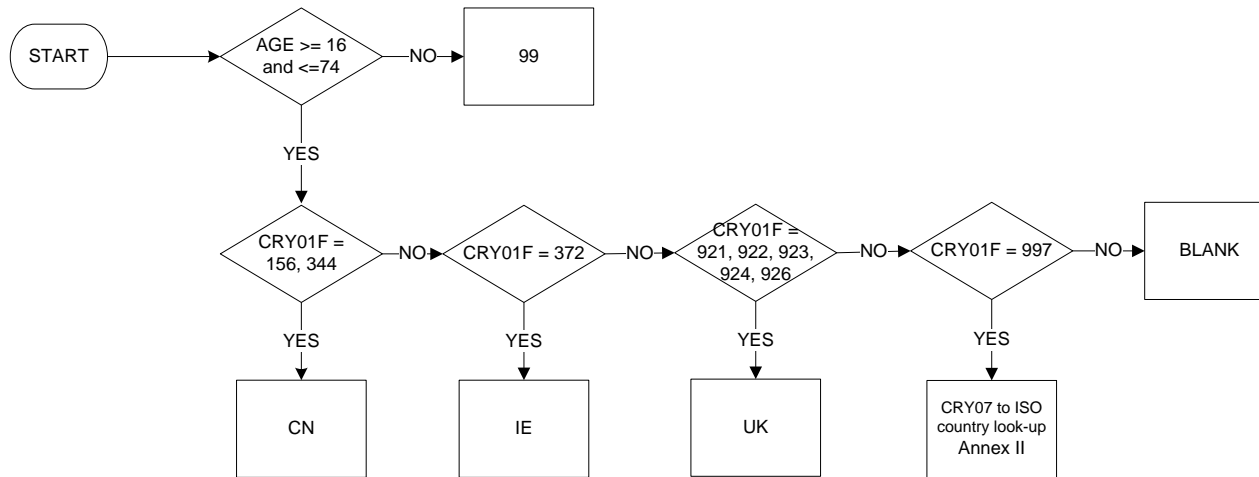 START
AGE >= 16
and <=74
NO
99
YES
CRY01F =
156, 344
NO
CRY01F = 372
NO
CRY01F =
921, 922, 923,
924, 926
NO
CRY01F = 997
NO
BLANK
YES
YES
YES
YES
CN
IE
UK
CRY07 to ISO
country look-up
Annex II